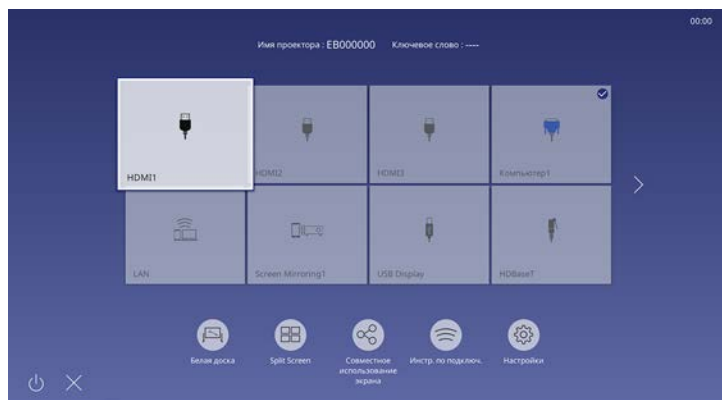 00:00
Имя проектора : EB000000 Ключевое слово : ----
HDMI1
HDMI2
HDMI3
Компьютер1
LAN
Screen Mirroring1
USB Display
HDBaseT
Белая доска
Split Screen
Совместное
использование
экрана
Инстр. по подключ.
Настройки